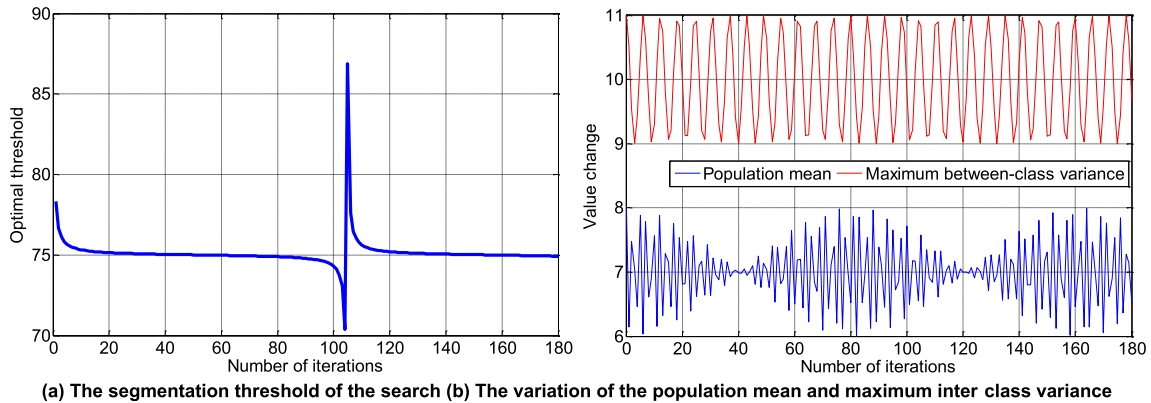 90
85
80
75
70
0 20 40 60 80 100 120 140 160 180
Optimal threshold
Number of iterations
11
10
9
8
7
6
0 20 40 60 80 100 120 140 160 180
Value change
Population mean Maximum between-class variance
Number of iterations
(a) The segmentation threshold of the search (b) The variation of the population mean and maximum inter class variance